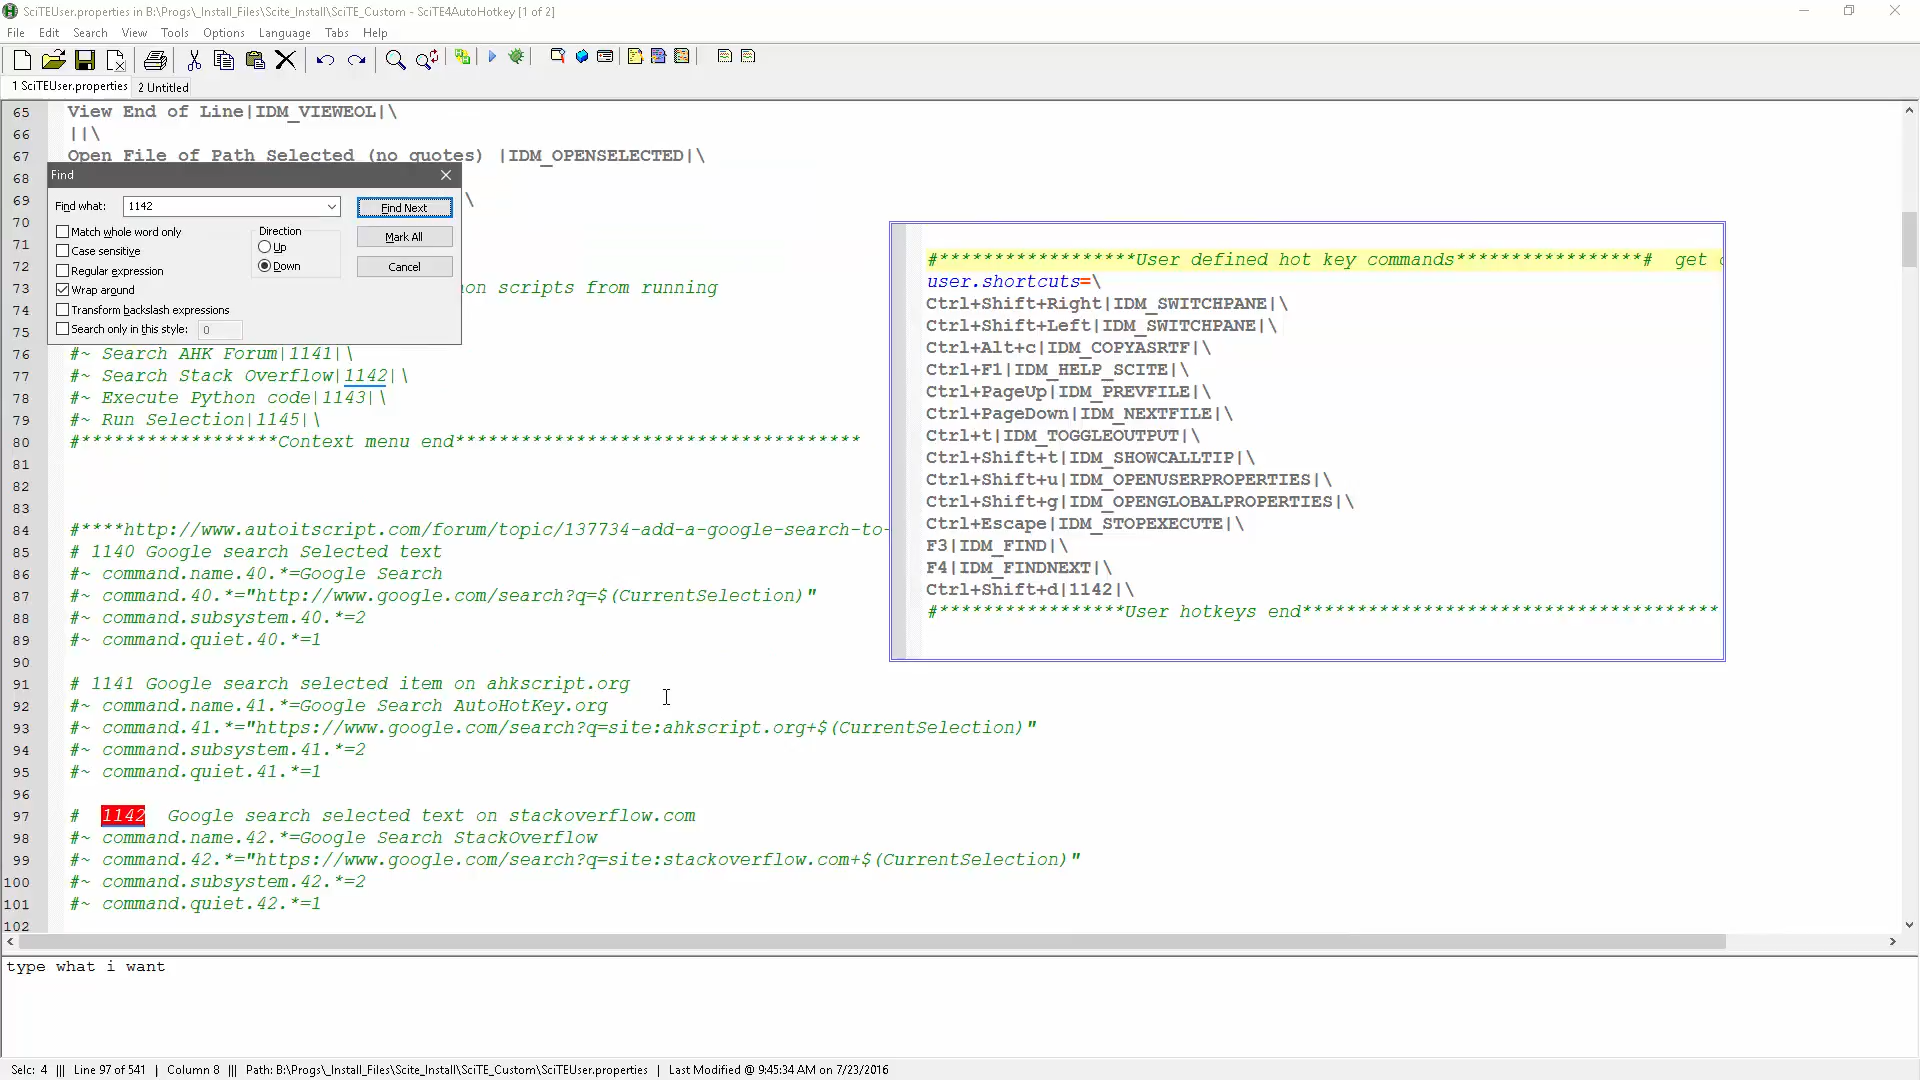 SciTEUser.properties in B:\Progs\_Install_Files\Scite_Install\SciTE_Custom - SciTE4AutoHotkey [1 of 2]
File Edit Search View Tools Options Language Tabs Help
1 SciTEUser.properties 2 Untitled
65 View End of Line|IDM_VIEWEOL|\
66 ||\
67 Open File of Path Selected (no quotes) |IDM_OPENSELECTED|\
68
69 \
70
71
72
73 on scripts from running
74
75
76 #~ Search AHK Forum|1141|\
77 #~ Search Stack Overflow|1142|\
78 #~ Execute Python code|1143|\
79 #~ Run Selection|1145|\
80 #******************Context menu end*************************************
81
82
83
84 #****http://www.autoitscript.com/forum/topic/137734-add-a-google-search-to-
85 # 1140 Google search Selected text
86 #~ command.name.40.*=Google Search
87 #~ command.40.*="http://www.google.com/search?q=$(CurrentSelection)"
88 #~ command.subsystem.40.*=2
89 #~ command.quiet.40.*=1
90
91 # 1141 Google search selected item on ahkscript.org
92 #~ command.name.41.*=Google Search AutoHotKey.org
93 #~ command.41.*="https://www.google.com/search?q=site:ahkscript.org+$(CurrentSelection)"
94 #~ command.subsystem.41.*=2
95 #~ command.quiet.41.*=1
96
97 # 1142 Google search selected text on stackoverflow.com
98 #~ command.name.42.*=Google Search StackOverflow
99 #~ command.42.*="https://www.google.com/search?q=site:stackoverflow.com+$(CurrentSelection)"
100 #~ command.subsystem.42.*=2
101 #~ command.quiet.42.*=1
102
Find
Find what: 1142 Find Next
Match whole word only
Case sensitive
Regular expression
Wrap around
Transform backslash expressions
Search only in this style: 0
Direction
Up
Down
Mark All
Cancel
#******************User defined hot key commands*****************# get
user.shortcuts=\
Ctrl+Shift+Right|IDM_SWITCHPANE|\
Ctrl+Shift+Left|IDM_SWITCHPANE|\
Ctrl+Alt+c|IDM_COPYASRTF|\
Ctrl+F1|IDM_HELP_SCITE|\
Ctrl+PageUp|IDM_PREVFILE|\
Ctrl+PageDown|IDM_NEXTFILE|\
Ctrl+t|IDM_TOGGLEOUTPUT|\
Ctrl+Shift+t|IDM_SHOWCALLTIP|\
Ctrl+Shift+u|IDM_OPENUSERPROPERTIES|\
Ctrl+Shift+g|IDM_OPENGLOBALPROPERTIES|\
Ctrl+Escape|IDM_STOPEXECUTE|\
F3|IDM_FIND|\
F4|IDM_FINDNEXT|\
Ctrl+Shift+d|1142|\
#*****************User hotkeys end**************************************
type what i want
Selc: 4 ||| Line 97 of 541 | Column 8 ||| Path: B:\Progs\_Install_Files\Scite_Install\SciTE_Custom\SciTEUser.properties | Last Modified @ 9:45:34 AM on 7/23/2016